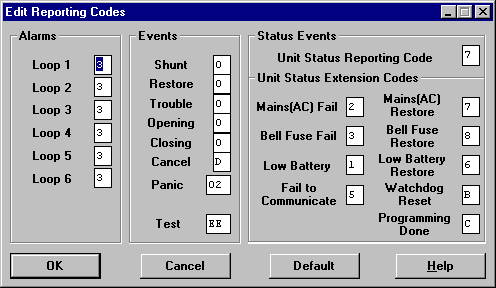 Edit Reporting Codes
Alarms
Loop 1 3
Loop 2 3
Loop 3 3
Loop 4 3
Loop 5 3
Loop 6 3
Events
Shunt 0
Restore 0
Trouble 0
Opening 0
Closing 0
Cancel D
Panic 02
Test EE
Status Events
Unit Status Reporting Code 7
Unit Status Extension Codes
Mains(AC) Fail 2
Bell Fuse Fail 3
Low Battery 1
Fail to
Communicate 5
Mains(AC)
Restore 7
Bell Fuse
Restore 8
Low Battery
Restore 6
Watchdog
Reset B
Programming
Done C
OK
Cancel
Default
Help